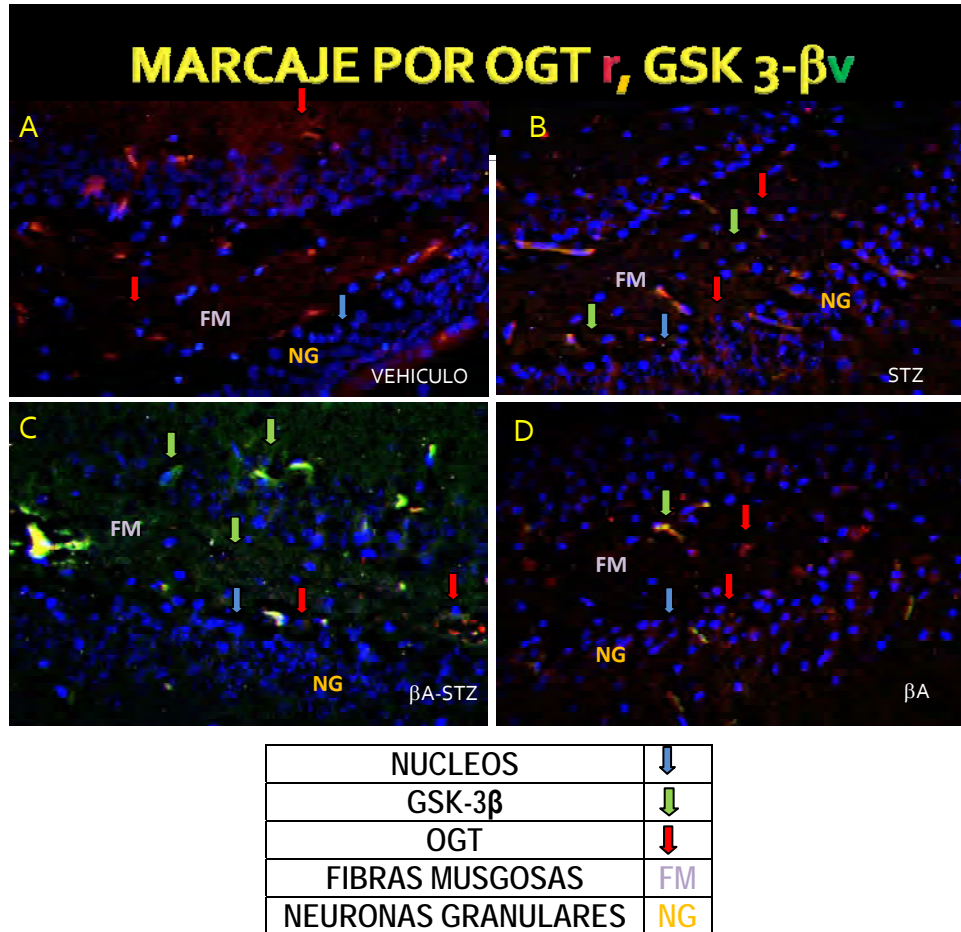 MARCAJE POR OGT r, GSK 3-βv
A
FM
NG
VEHICULO
B
FM
NG
STZ
C
FM
NG
βA-STZ
D
FM
NG
βA
NUCLEOS
GSK-3β
OGT
FIBRAS MUSGOSAS FM
NEURONAS GRANULARES NG